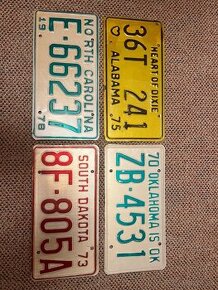 NORTH CAROLINA
E-66237
19 78
"HEART OF DIXIE"
36T 241
ALABAMA 75
SOUTH DAKOTA 73
8F-805A
70 OKLAHOMA IS OK
ZB-4531